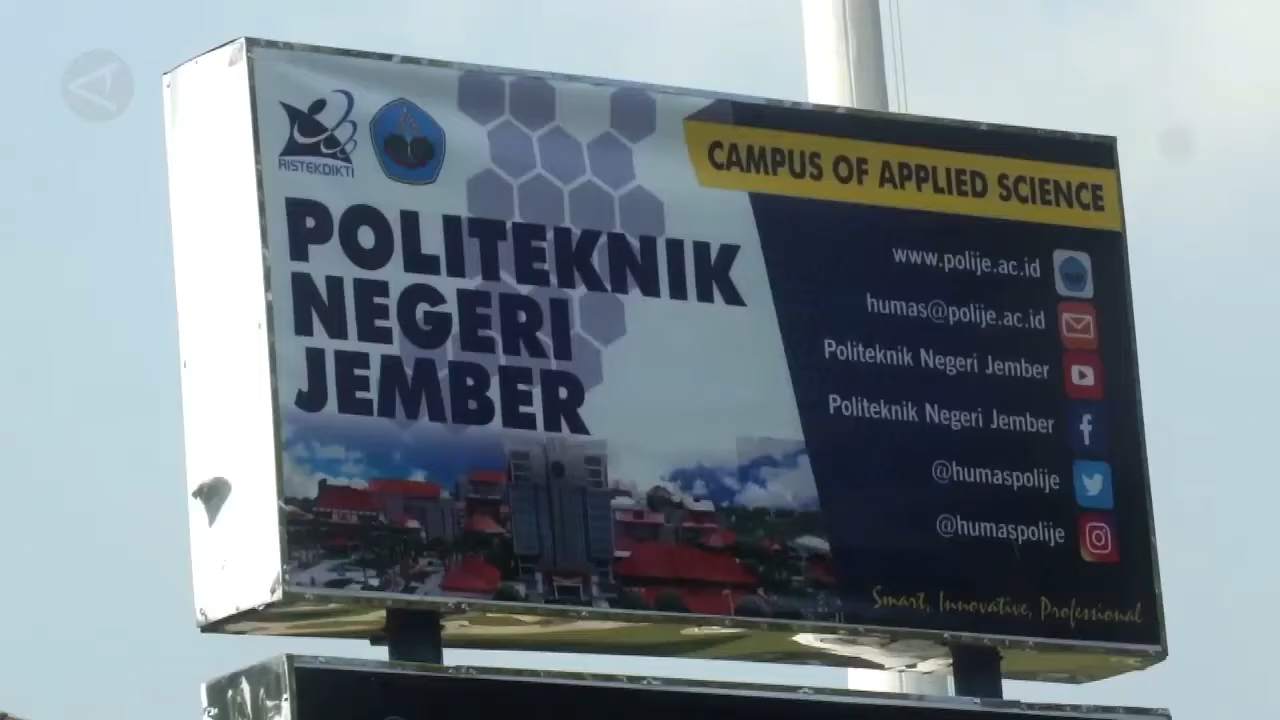 RISTEKDIKTI
POLITEKNIK
NEGERI
JEMBER
CAMPUS OF APPLIED SCIENCE
www.polije.ac.id
humas@polije.ac.id
Politeknik Negeri Jember
Politeknik Negeri Jember
@humaspolije
@humaspolije
Smart, Innovative, Professional